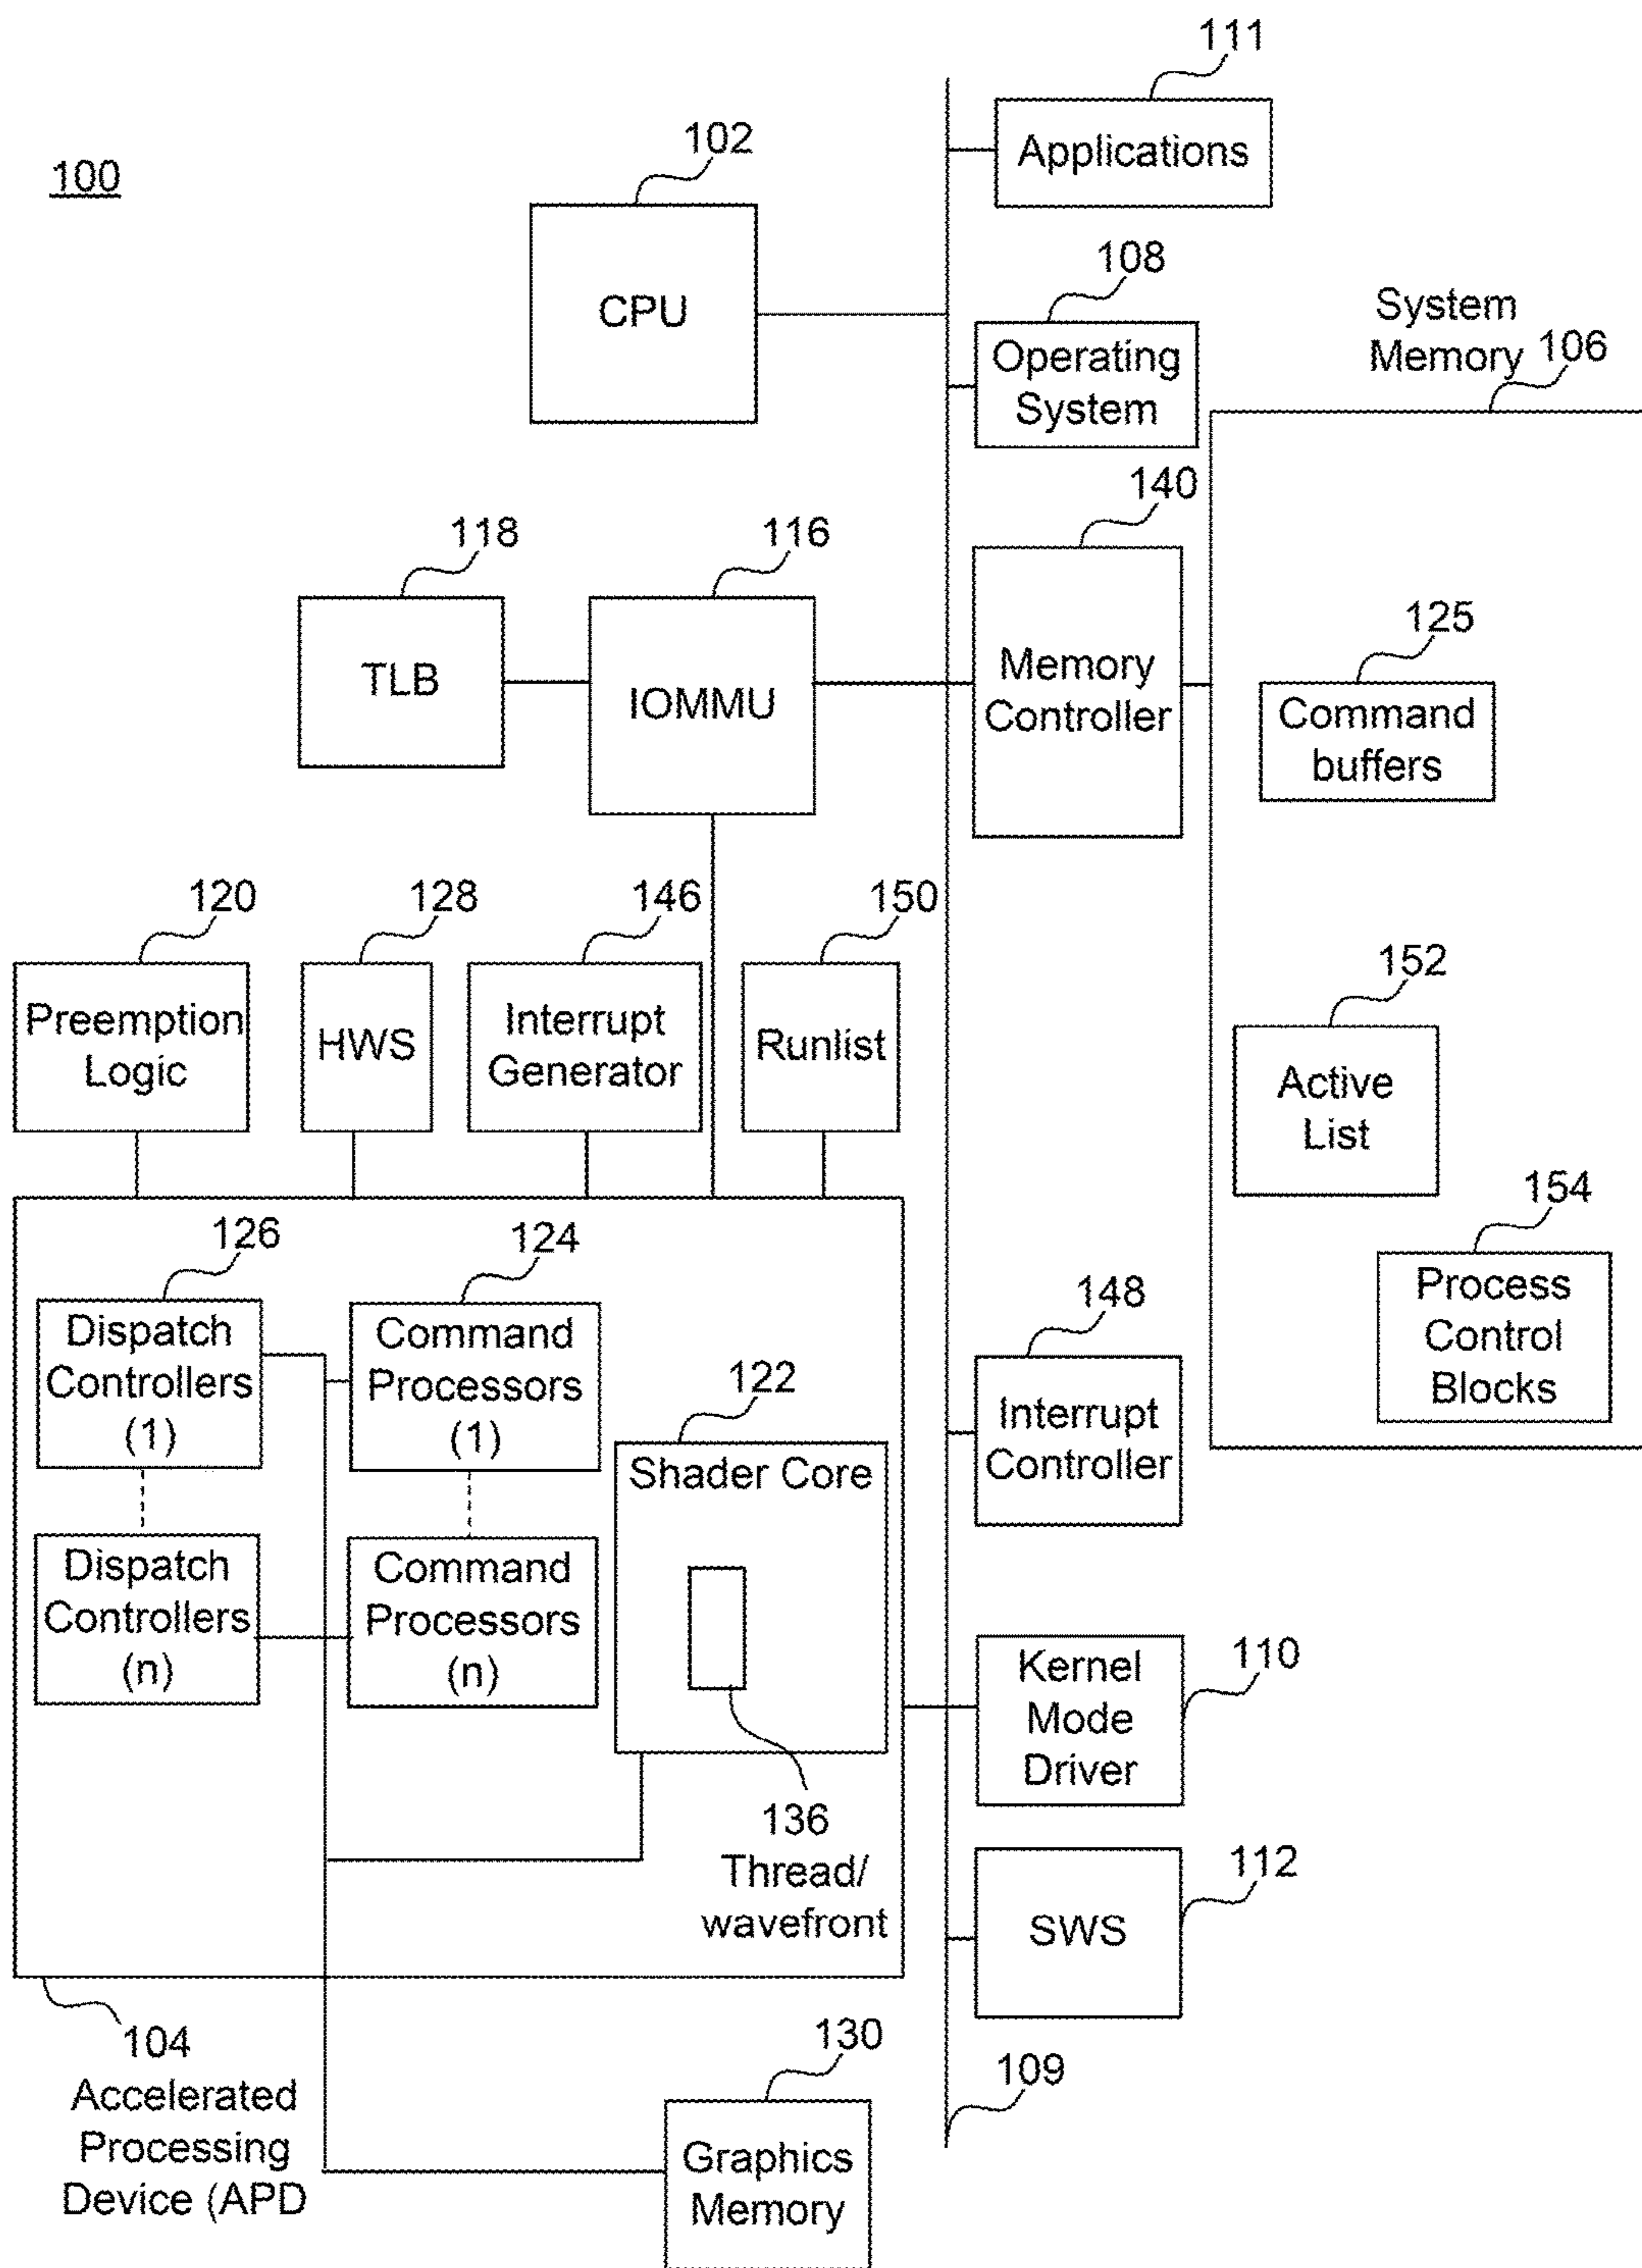 111
Applications
102
100
CPU
108
Operating
System
System
Memory 106
140
118
116
TLB
IOMMU
Memory
Controller
125
Command
buffers
120
128
146
150
Preemption
Logic
HWS
Interrupt
Generator
Runlist
152
Active
List
154
Process
Control
Blocks
126
124
Dispatch
Controllers
(1)
Command
Processors
(1)
122
Shader Core
148
Interrupt
Controller
Dispatch
Controllers
(n)
Command
Processors
(n)
136
Thread/
wavefront
Kernel
Mode
Driver
110
SWS
112
104
Accelerated
Processing
Device (APD
130
Graphics
Memory
109